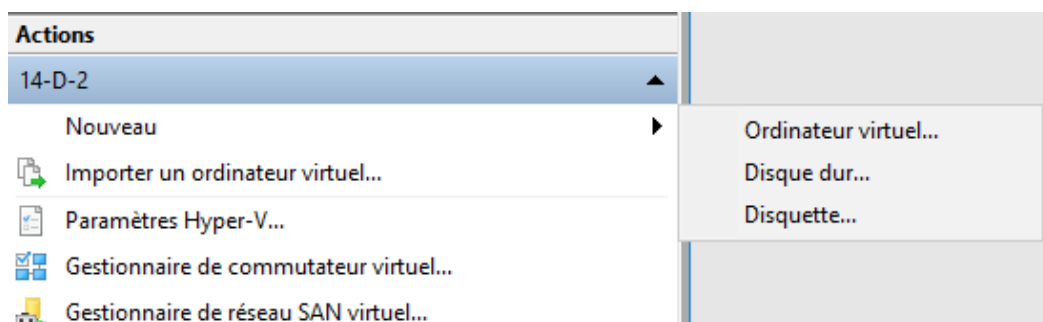 Actions
14-D-2
Nouveau
Ordinateur virtuel...
Importer un ordinateur virtuel...
Disque dur...
Paramètres Hyper-V...
Disquette...
Gestionnaire de commutateur virtuel...
Gestionnaire de réseau SAN virtuel...